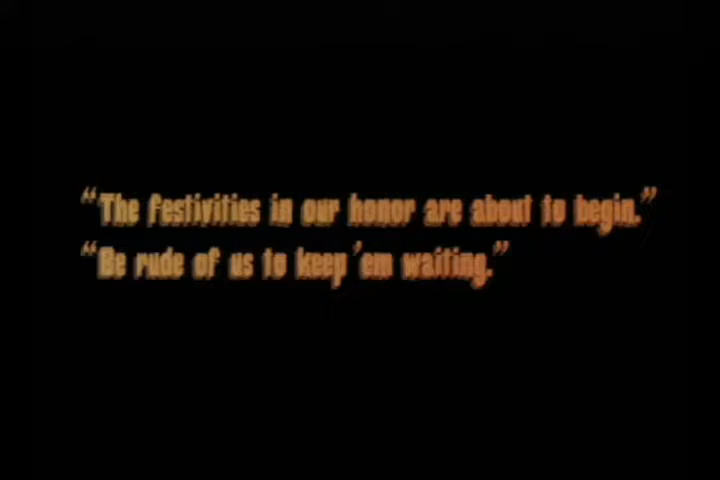 “The festivities in our honor are about to begin.”
“Be rude of us to keep ’em waiting.”